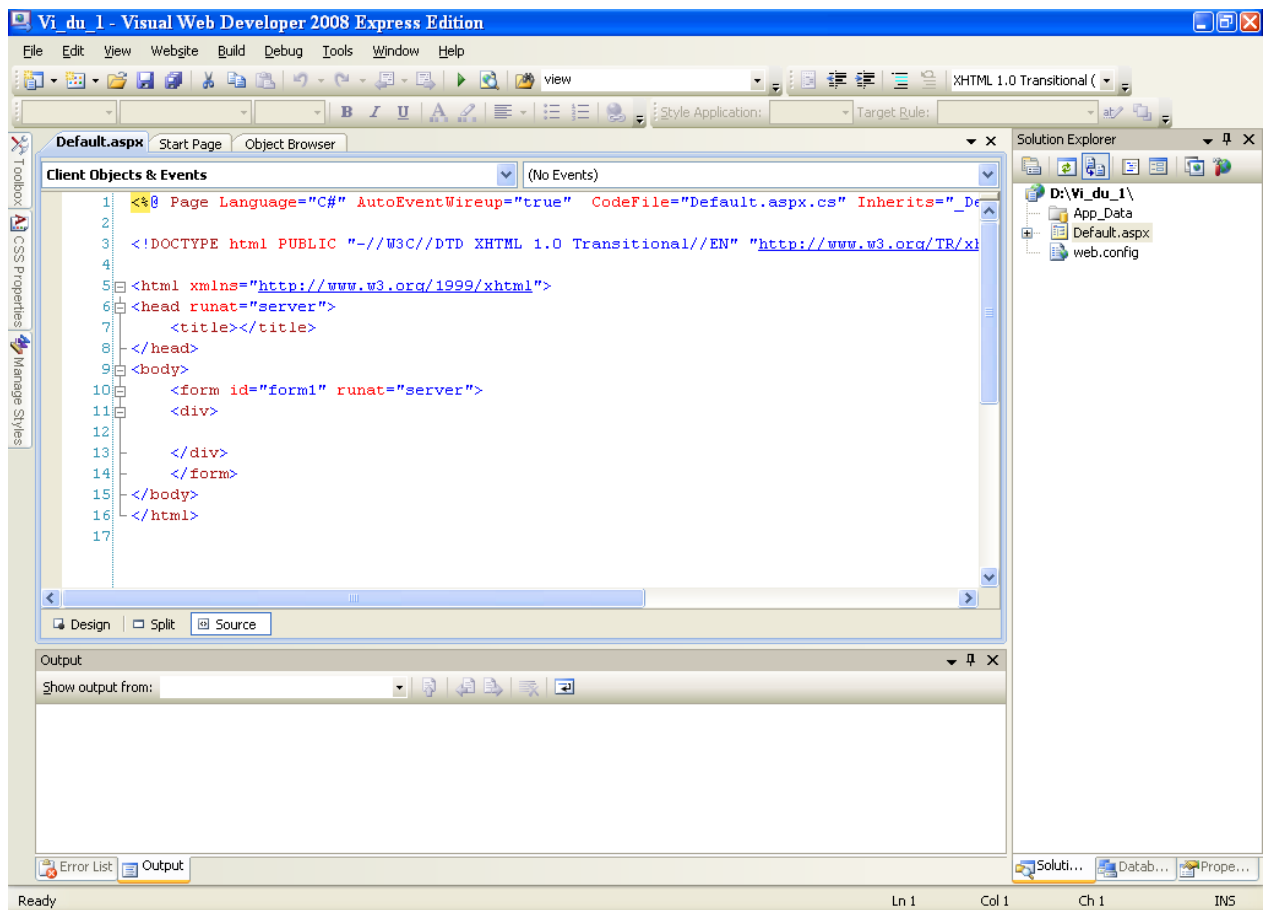 Vi_du_1 - Visual Web Developer 2008 Express Edition
File Edit View Website Build Debug Tools Window Help
view XHTML 1.0 Transitional (
B I U A Style Application: Target Rule:
Default.aspx Start Page Object Browser
Client Objects & Events (No Events)
1 <%@ Page Language="C#" AutoEventWireup="true" CodeFile="Default.aspx.cs" Inherits="_De
2
3 <!DOCTYPE html PUBLIC "-//W3C//DTD XHTML 1.0 Transitional//EN" "http://www.w3.org/TR/xh
4
5 <html xmlns="http://www.w3.org/1999/xhtml">
6 <head runat="server">
7 <title></title>
8 </head>
9 <body>
10 <form id="form1" runat="server">
11 <div>
12
13 </div>
14 </form>
15 </body>
16 </html>
17
Design Split Source
Output
Show output from:
Error List Output
Toolbox
CSS Properties
Manage Styles
Solution Explorer
D:\Vi_du_1\
App_Data
Default.aspx
web.config
Soluti... Datab... Prope...
Ready Ln 1 Col 1 Ch 1 INS